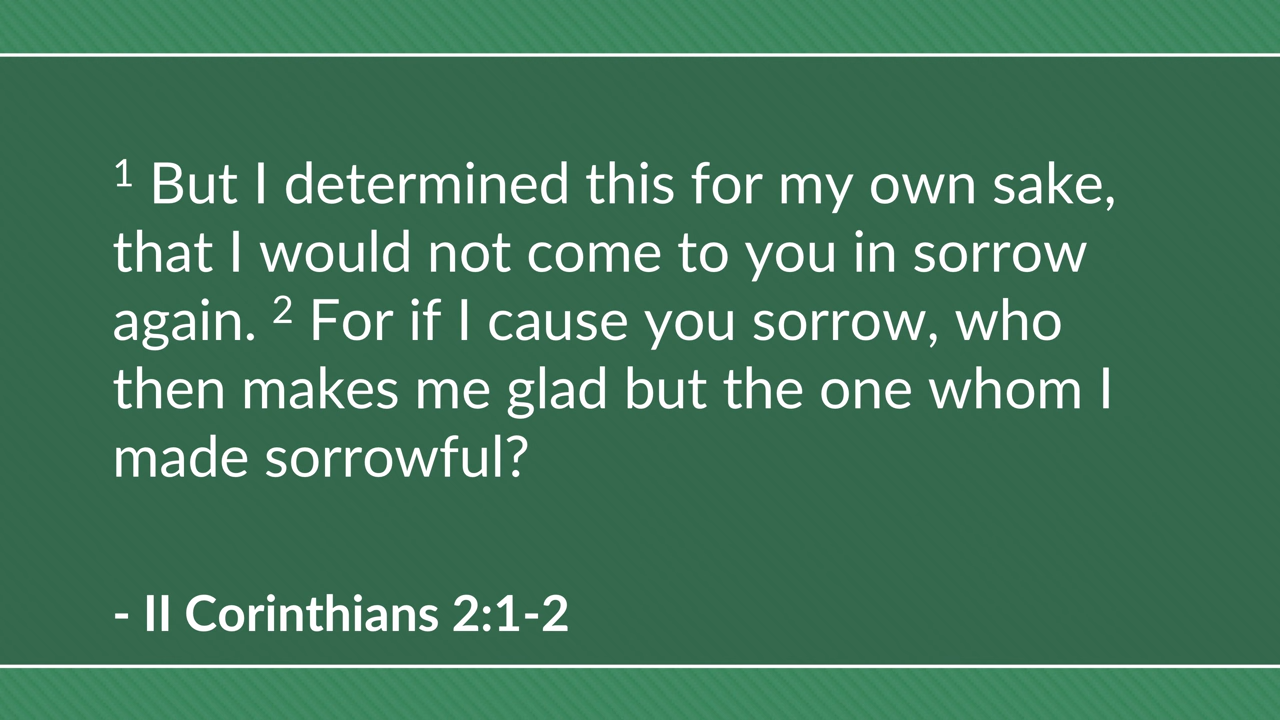 ¹ But I determined this for my own sake,
that I would not come to you in sorrow
again. ² For if I cause you sorrow, who
then makes me glad but the one whom I
made sorrowful?
- II Corinthians 2:1-2